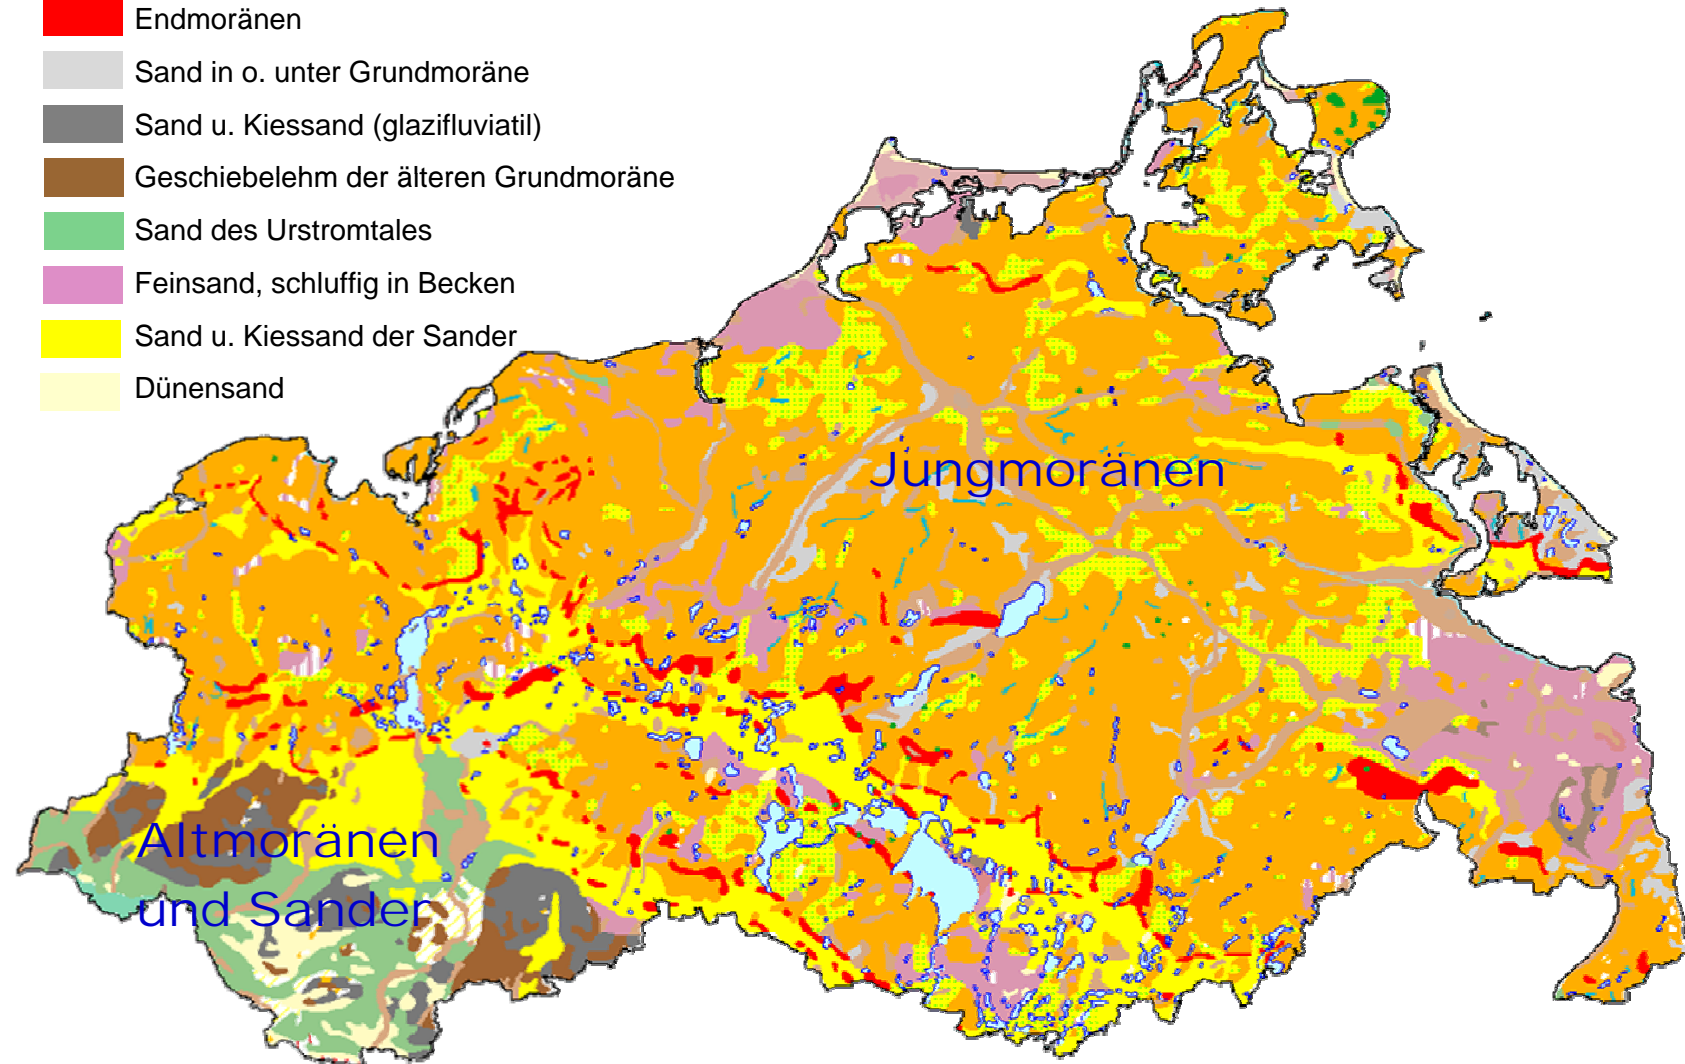 Endmoränen
Sand in o. unter Grundmoräne
Sand u. Kiessand (glazifluviatil)
Geschiebelehm der älteren Grundmoräne
Sand des Urstromtales
Feinsand, schluffig in Becken
Sand u. Kiessand der Sander
Dünensand
Jungmoränen
Altmoränen
und Sander